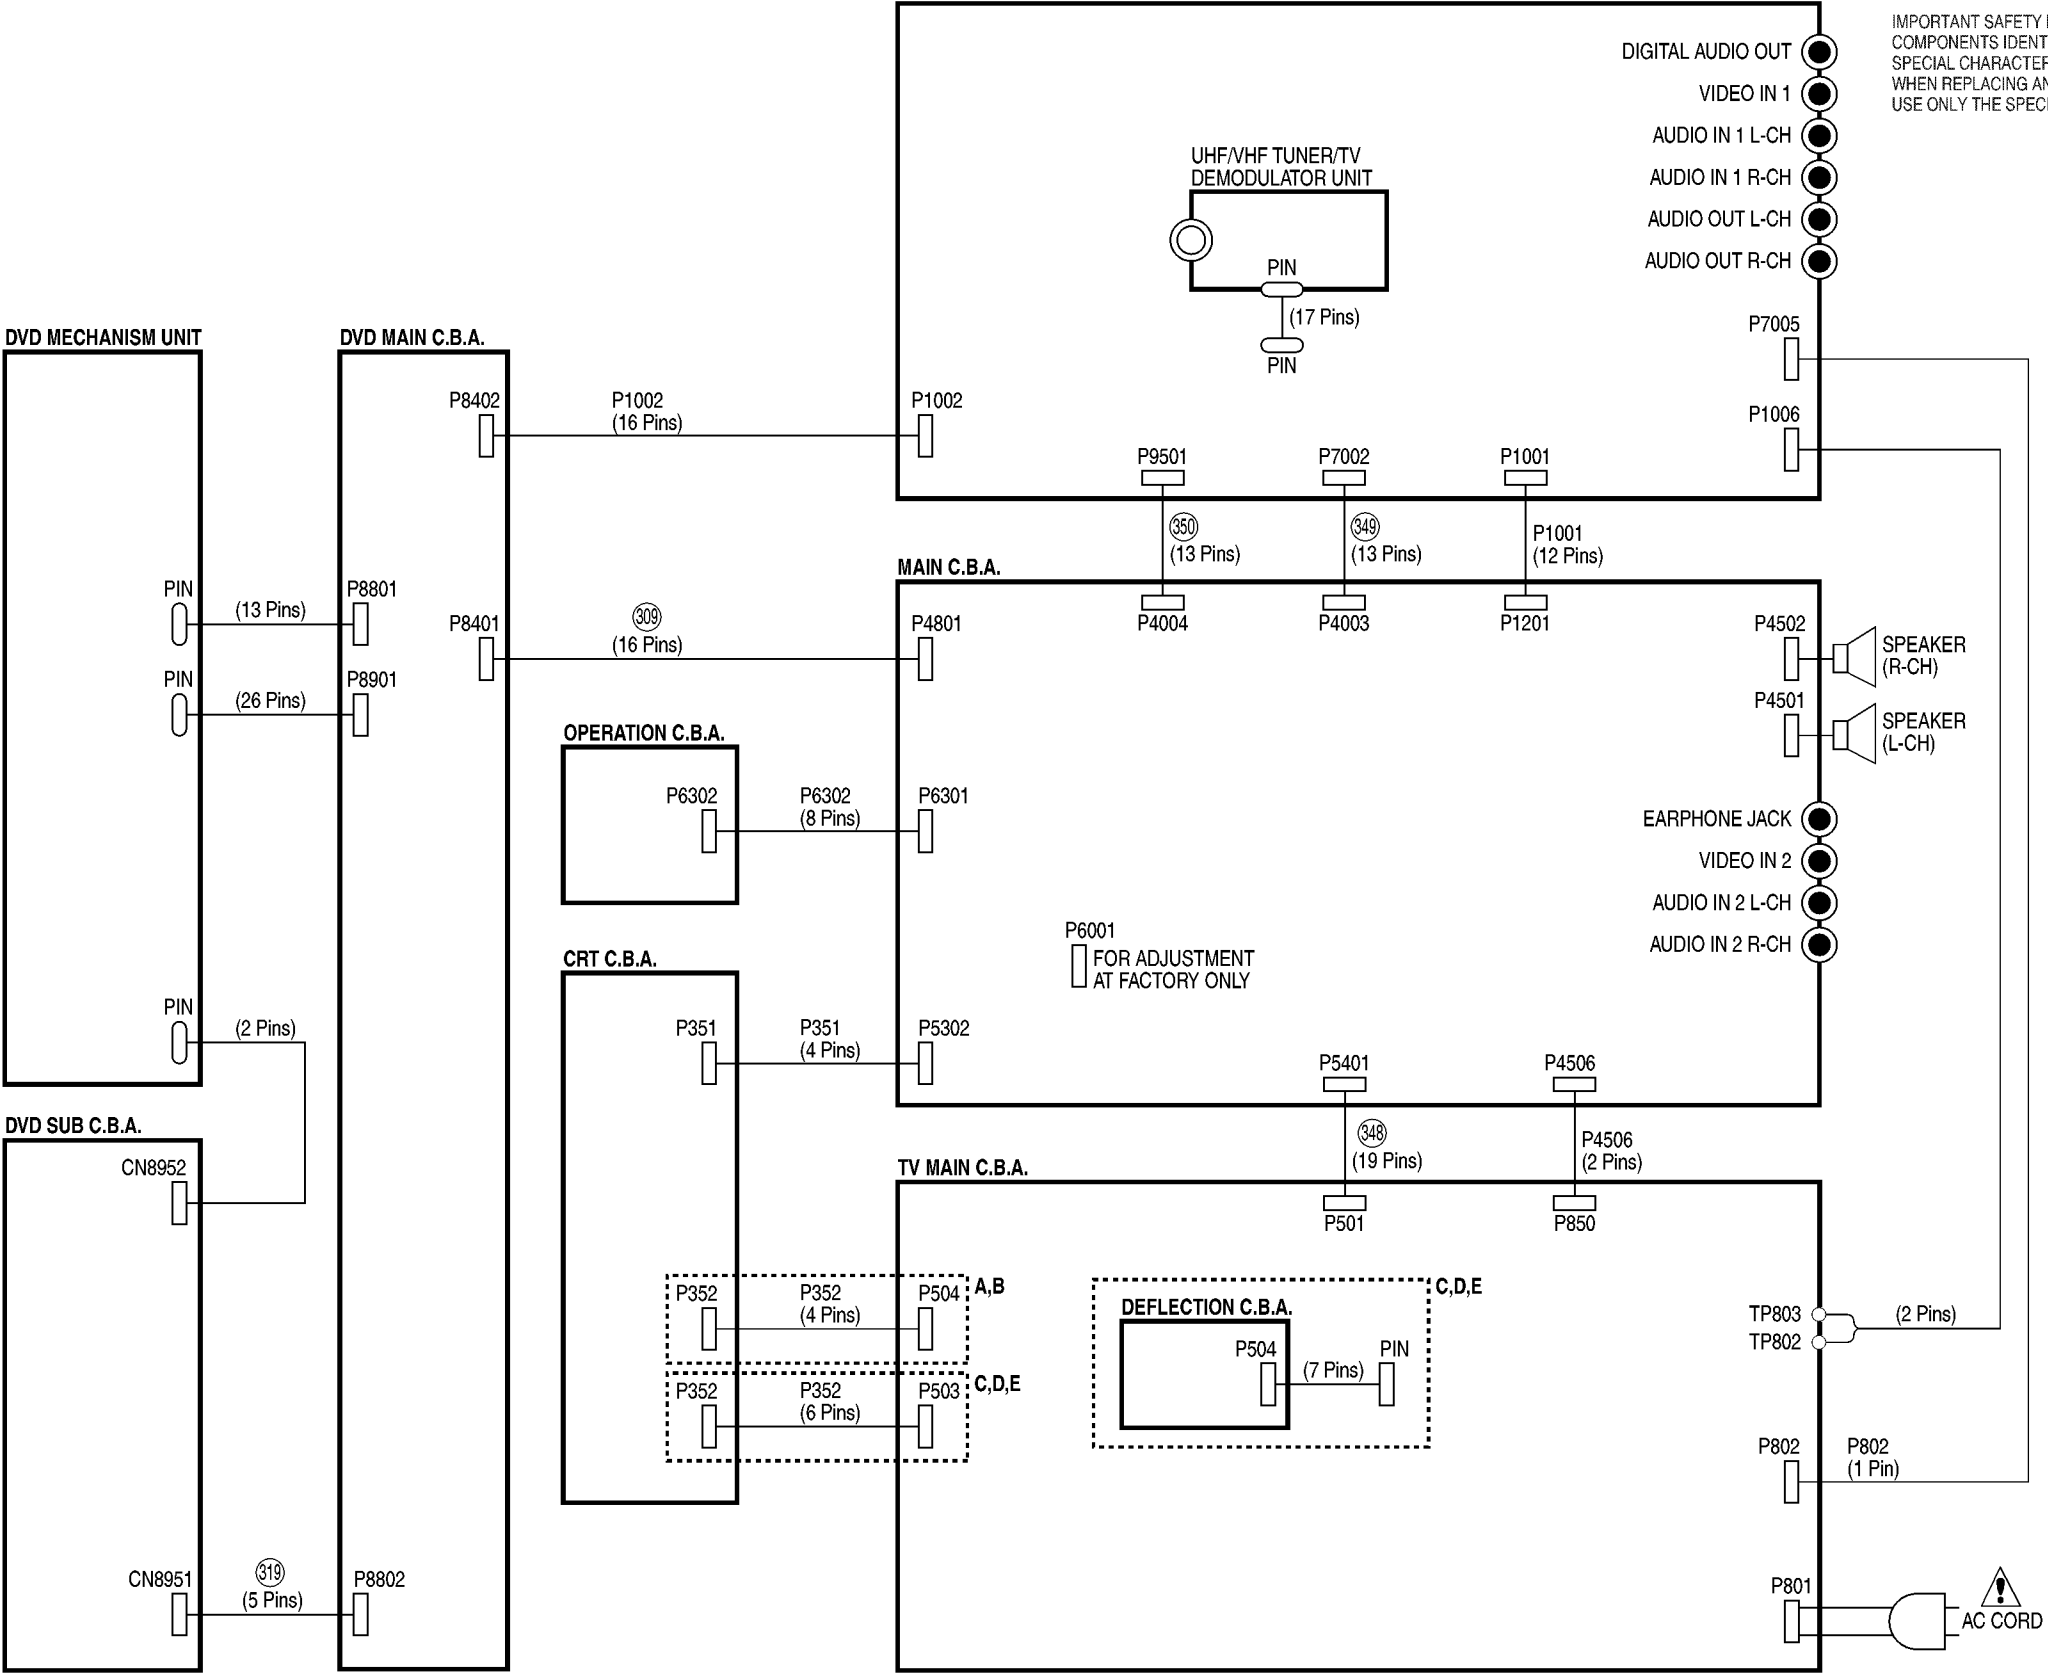 IMPORTANT SAFETY
COMPONENTS IDENT
SPECIAL CHARACTER
WHEN REPLACING AN
USE ONLY THE SPECI
DIGITAL AUDIO OUT
VIDEO IN 1
AUDIO IN 1 L-CH
AUDIO IN 1 R-CH
AUDIO OUT L-CH
AUDIO OUT R-CH
UHF/VHF TUNER/TV
DEMODULATOR UNIT
PIN
(17 Pins)
PIN
P7005
P1006
DVD MECHANISM UNIT
DVD MAIN C.B.A.
P8402
P1002
(16 Pins)
P1002
P9501
P7002
P1001
350
(13 Pins)
349
(13 Pins)
P1001
(12 Pins)
MAIN C.B.A.
P4004
P4003
P1201
PIN
(13 Pins)
P8801
P8401
309
(16 Pins)
P4801
P4502
SPEAKER
(R-CH)
PIN
(26 Pins)
P8901
P4501
SPEAKER
(L-CH)
OPERATION C.B.A.
P6302
P6302
(8 Pins)
P6301
EARPHONE JACK
VIDEO IN 2
AUDIO IN 2 L-CH
AUDIO IN 2 R-CH
P6001
FOR ADJUSTMENT
AT FACTORY ONLY
CRT C.B.A.
PIN
(2 Pins)
P351
P351
(4 Pins)
P5302
P5401
P4506
348
(19 Pins)
P4506
(2 Pins)
DVD SUB C.B.A.
CN8952
TV MAIN C.B.A.
P501
P850
P352
P352
(4 Pins)
P504
A,B
P352
P352
(6 Pins)
P503
C,D,E
DEFLECTION C.B.A.
P504
(7 Pins)
PIN
C,D,E
TP803
TP802
(2 Pins)
P802
P802
(1 Pin)
CN8951
319
(5 Pins)
P8802
P801
!
AC CORD